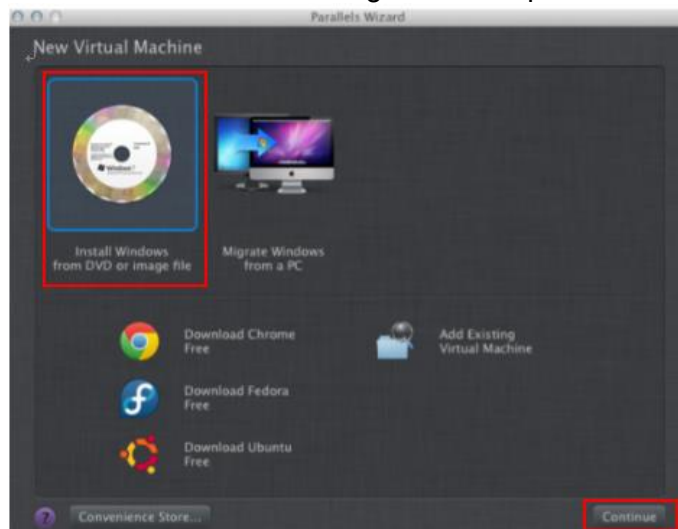 Parallels Wizard
New Virtual Machine
Install Windows
from DVD or image file
Migrate Windows
from a PC
Download Chrome
Free
Add Existing
Virtual Machine
Download Fedora
Free
Download Ubuntu
Free
?
Convenience Store...
Continue